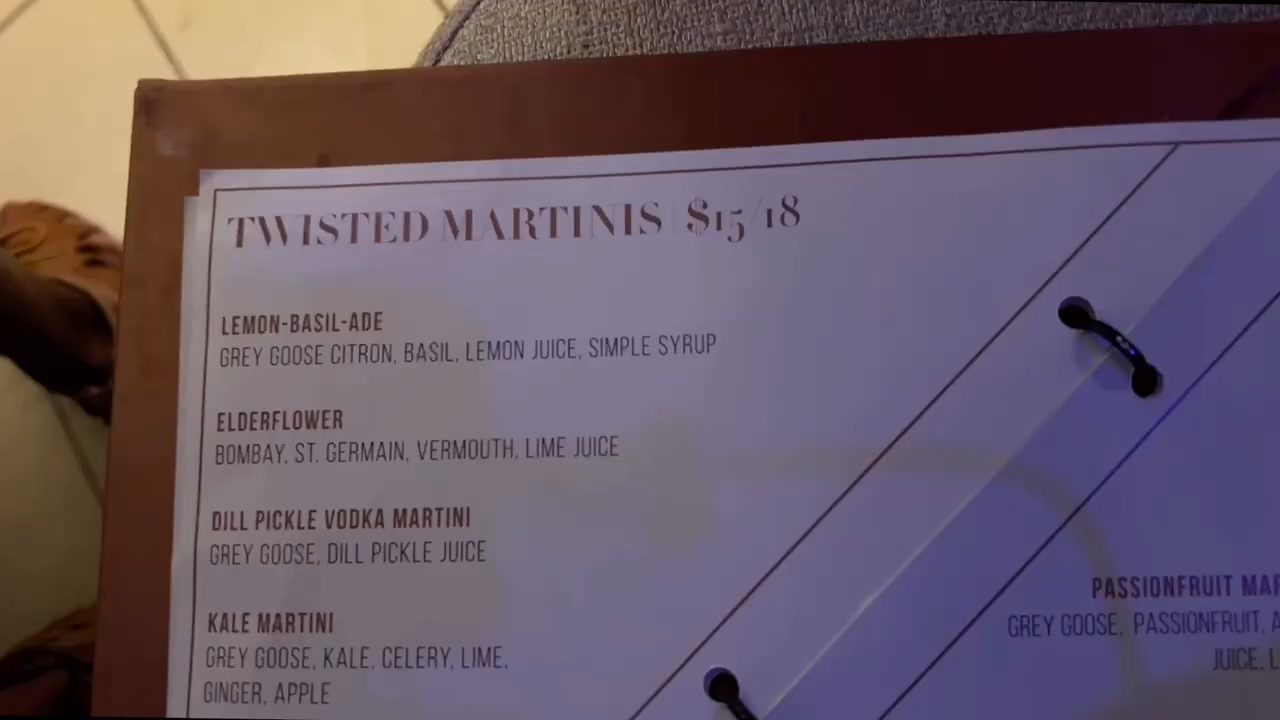 TWISTED MARTINIS | $15/18
LEMON-BASIL-ADE
GREY GOOSE CITRON, BASIL, LEMON JUICE, SIMPLE SYRUP
ELDERFLOWER
BOMBAY, ST. GERMAIN, VERMOUTH, LIME JUICE
DILL PICKLE VODKA MARTINI
GREY GOOSE, DILL PICKLE JUICE
KALE MARTINI
GREY GOOSE, KALE, CELERY, LIME,
GINGER, APPLE
PASSIONFRUIT
GREY GOOSE, PASSIONFRUIT,
JUICE,